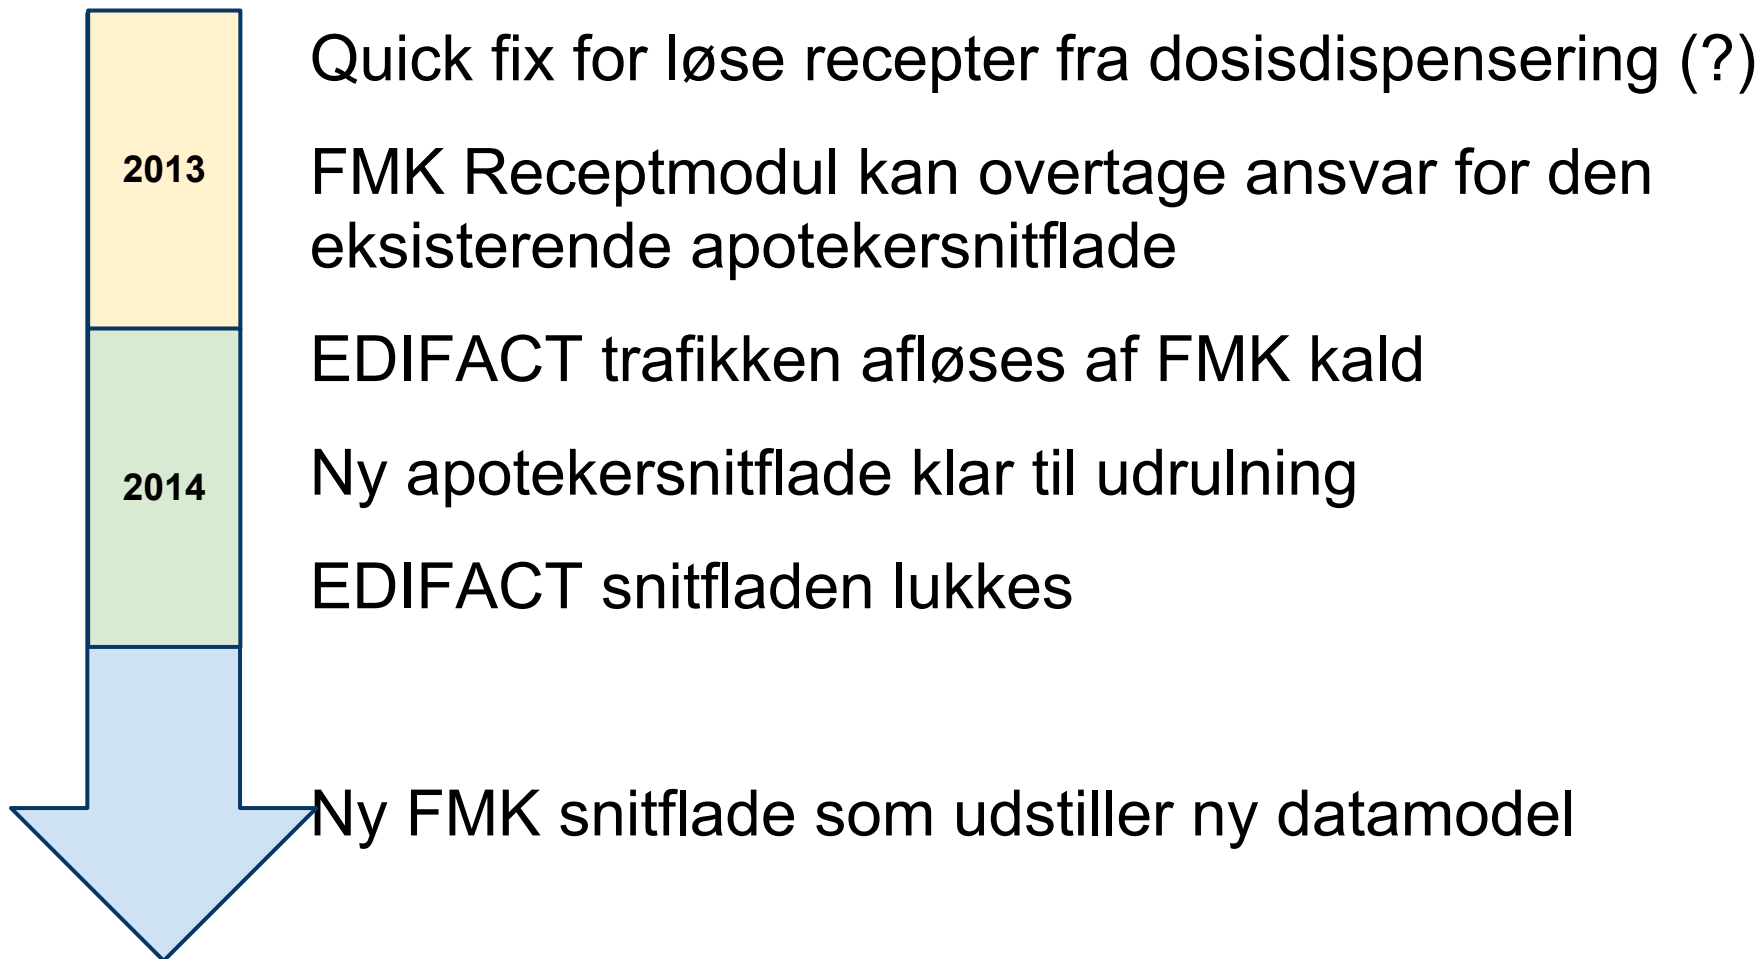 Quick fix for løse recepter fra dosisdispensering (?)
2013
FMK Receptmodul kan overtage ansvar for den
eksisterende apotekersnitflade
EDIFACT trafikken afløses af FMK kald
Ny apotekersnitflade klar til udrulning
2014
EDIFACT snitfladen lukkes
Ny FMK snitflade som udstiller ny datamodel